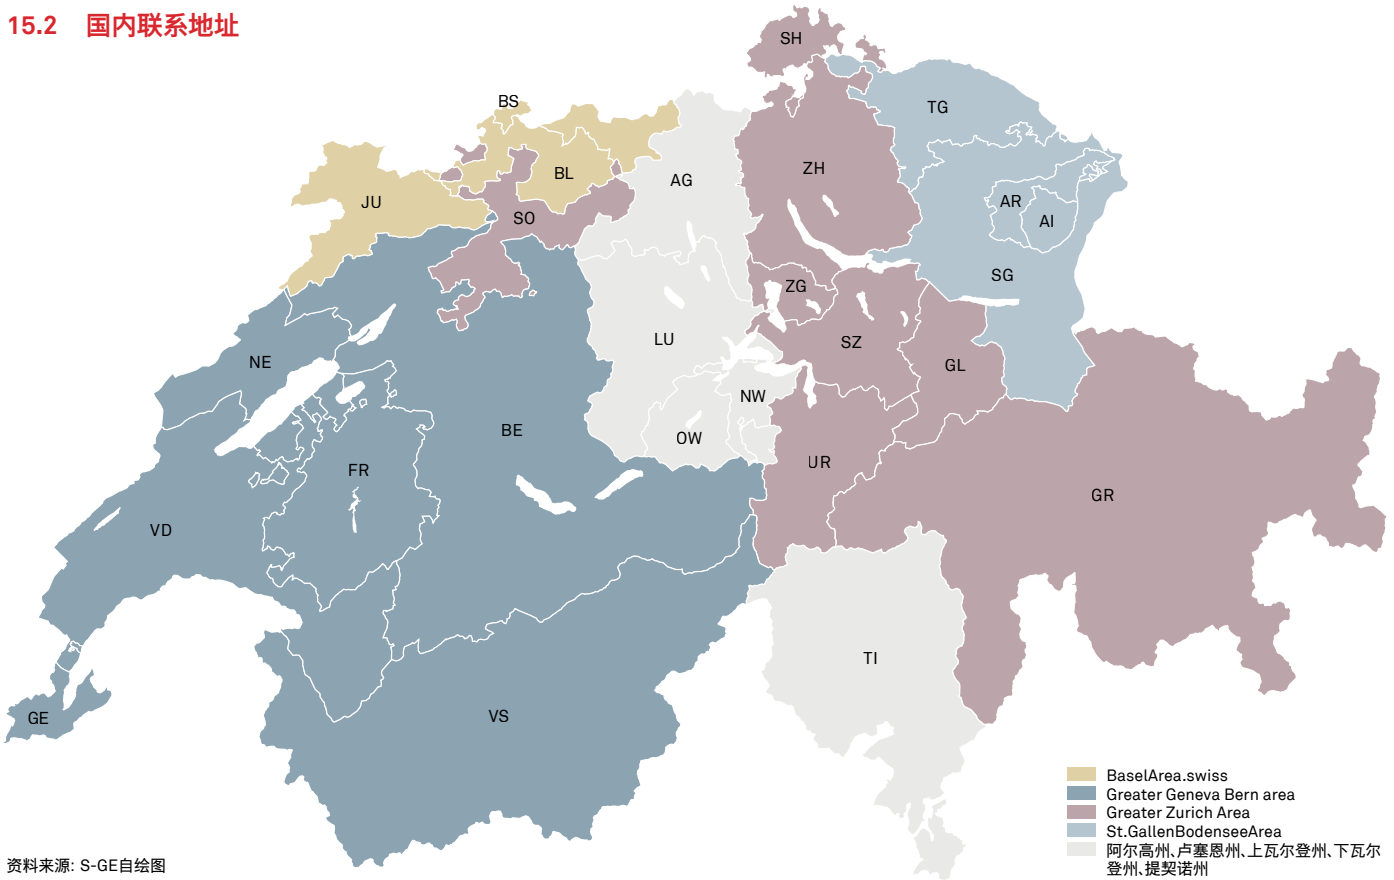 15.2 国内联系地址
SH
BS
TG
BL
ZH
AG
JU
AR
SO
AI
SG
ZG
LU
SZ
NE
GL
NW
BE
OW
FR
UR
GR
VD
TI
VS
GE
BaselArea.swiss
Greater Geneva Bern area
Greater Zurich Area
St.GallenBodenseeArea
阿尔高州、卢塞恩州、上瓦尔登州、下瓦尔
登州、提契诺州
资料来源: S-GE自绘图